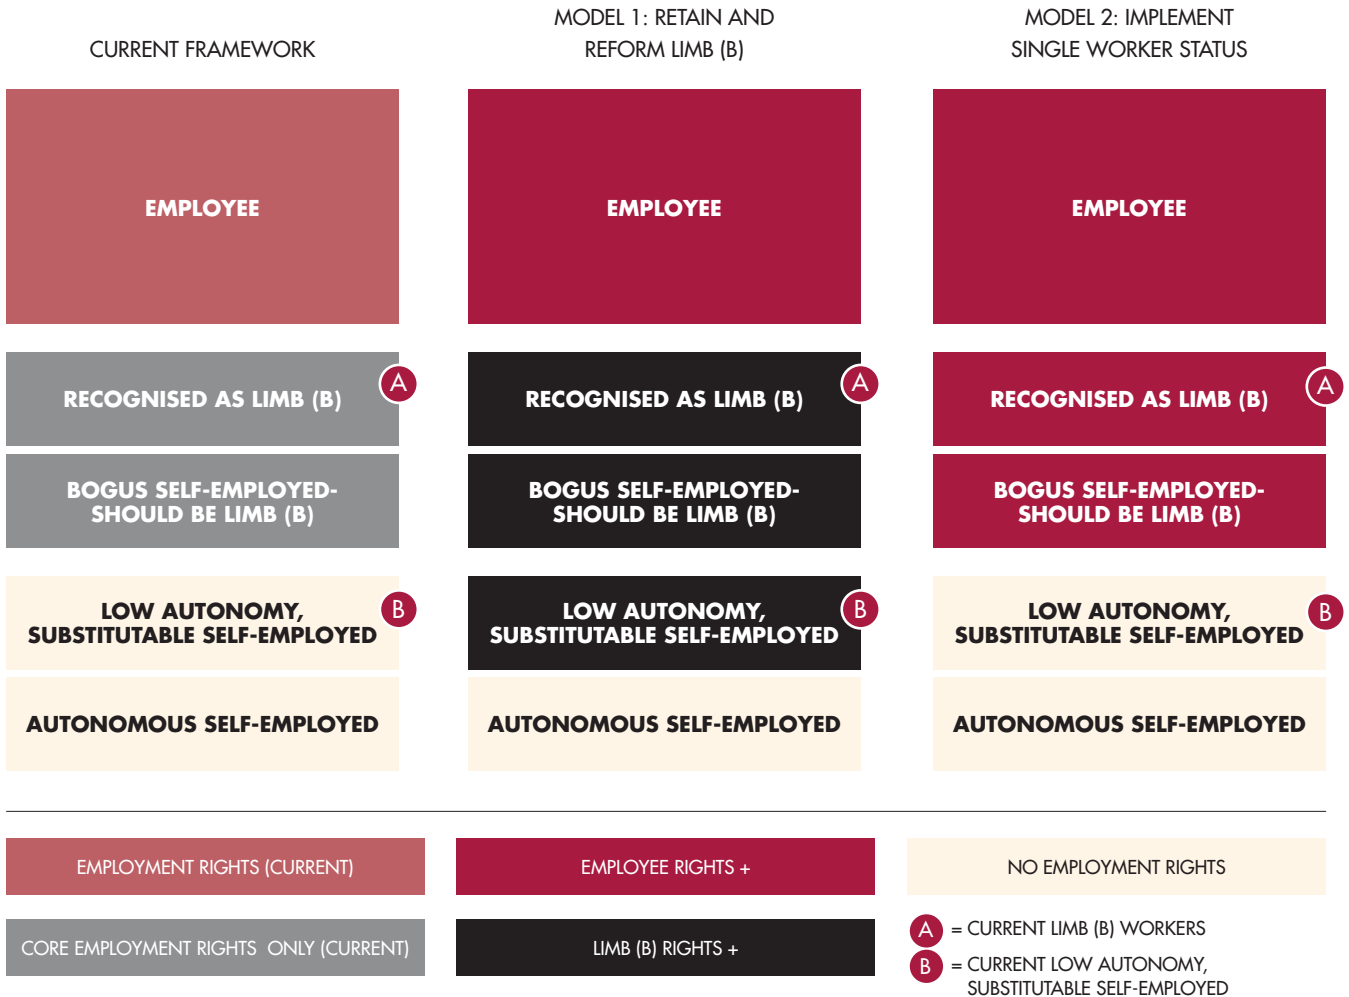 CURRENT FRAMEWORK
MODEL 1: RETAIN AND
REFORM LIMB (B)
MODEL 2: IMPLEMENT
SINGLE WORKER STATUS
EMPLOYEE
EMPLOYEE
EMPLOYEE
RECOGNISED AS LIMB (B)
A
RECOGNISED AS LIMB (B)
A
RECOGNISED AS LIMB (B)
A
BOGUS SELF-EMPLOYED-
SHOULD BE LIMB (B)
BOGUS SELF-EMPLOYED-
SHOULD BE LIMB (B)
BOGUS SELF-EMPLOYED-
SHOULD BE LIMB (B)
LOW AUTONOMY,
SUBSTITUTABLE SELF-EMPLOYED
B
LOW AUTONOMY,
SUBSTITUTABLE SELF-EMPLOYED
B
LOW AUTONOMY,
SUBSTITUTABLE SELF-EMPLOYED
B
AUTONOMOUS SELF-EMPLOYED
AUTONOMOUS SELF-EMPLOYED
AUTONOMOUS SELF-EMPLOYED
EMPLOYMENT RIGHTS (CURRENT)
EMPLOYEE RIGHTS +
NO EMPLOYMENT RIGHTS
CORE EMPLOYMENT RIGHTS ONLY (CURRENT)
LIMB (B) RIGHTS +
A = CURRENT LIMB (B) WORKERS
B = CURRENT LOW AUTONOMY,
SUBSTITUTABLE SELF-EMPLOYED